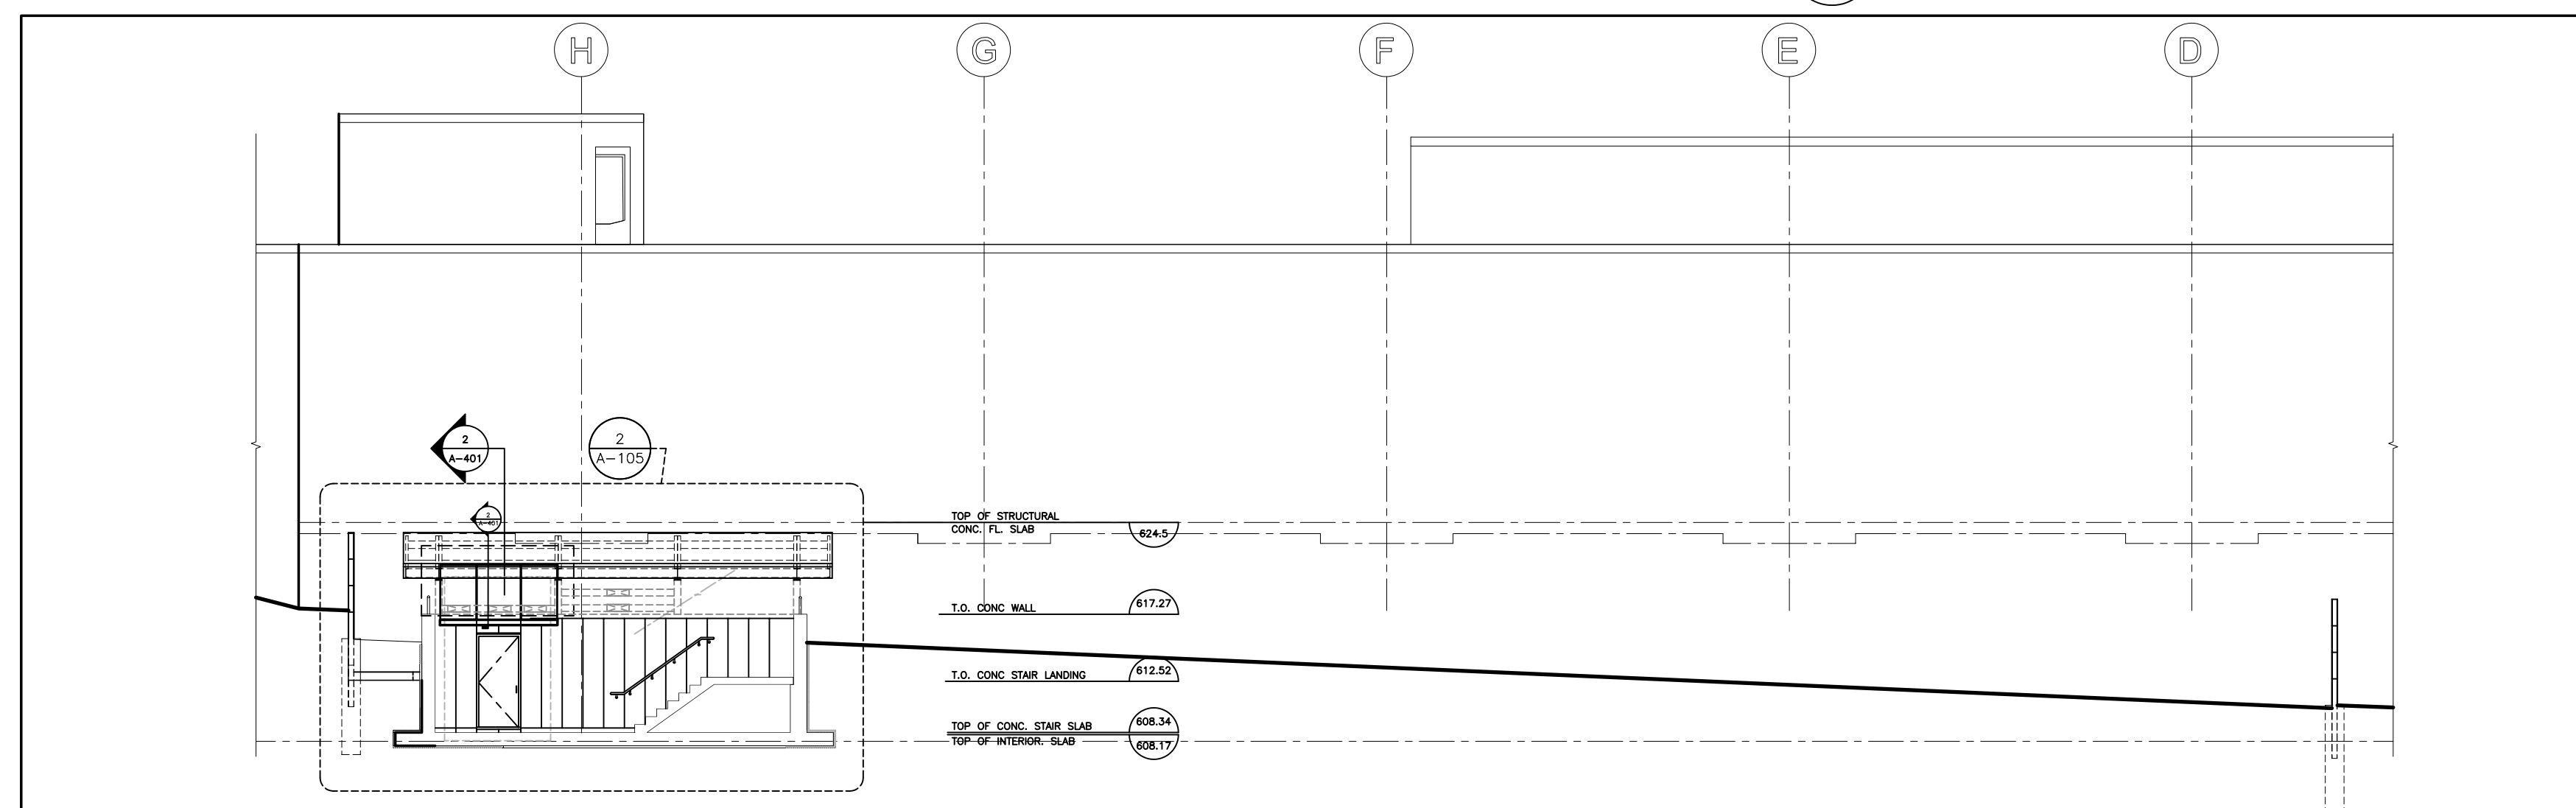 H G F E D
2
A-401
2
A-105
2
A-401
TOP OF STRUCTURAL
CONC. FL. SLAB 624.5
T.O. CONC WALL 617.27
T.O. CONC STAIR LANDING 612.52
TOP OF CONC. STAIR SLAB 608.34
TOP OF INTERIOR. SLAB 608.17